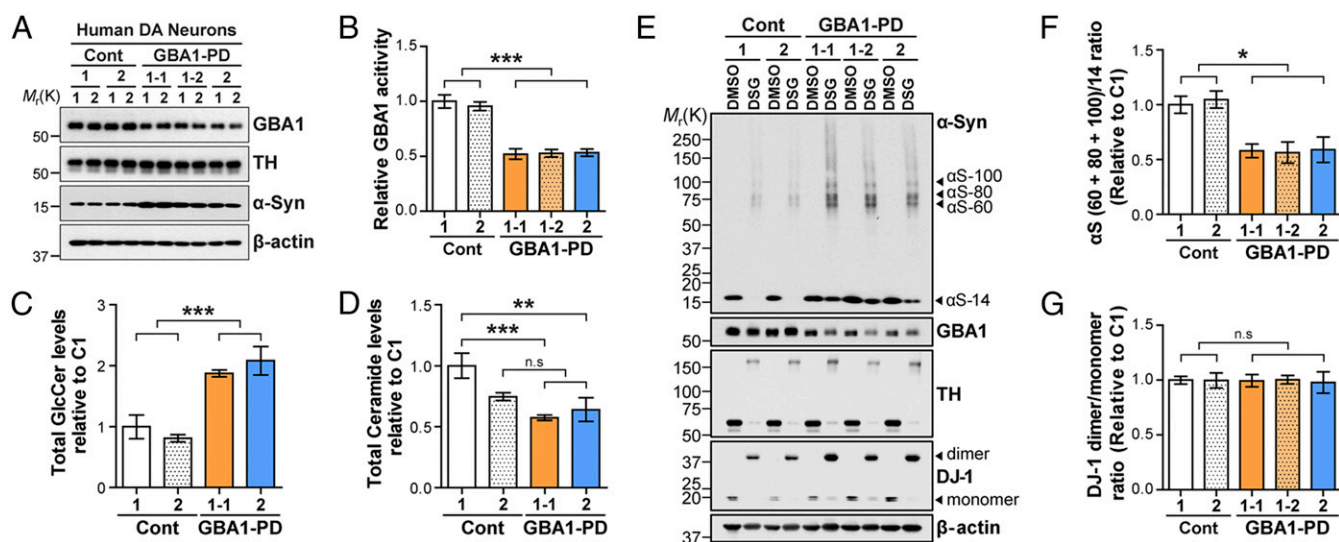 A
Human DA Neurons
Cont GBA1-PD
1 2 1-1 1-2 2
Mr(K) 1 2 1 2 1 2 1 2 1 2
50 GBA1
50 TH
15 α-Syn
37 β-actin
B
Relative GBA1 acitivity
1.5
1.0
0.5
0.0
***
1 2 1-1 1-2 2
Cont GBA1-PD
C
Total GlcCer levels
relative to C1
3
2
1
0
***
1 2 1-1 2
Cont GBA1-PD
D
Total Ceramide levels
relative to C1
1.5
1.0
0.5
0.0
**
***
n.s
1 2 1-1 2
Cont GBA1-PD
E
Cont GBA1-PD
1 2 1-1 1-2 2
DMSO DSG DMSO DSG DMSO DSG DMSO DSG DMSO DSG
Mr(K)
α-Syn
250
150
100
75
50
37
25
20
15
αS-100
αS-80
αS-60
αS-14
50 GBA1
150
100
50
TH
37 dimer
DJ-1
20 monomer
37 β-actin
F
αS (60 + 80 + 100)/14 ratio
(Relative to C1)
1.5
1.0
0.5
0.0
*
1 2 1-1 1-2 2
Cont GBA1-PD
G
DJ-1 dimer/monomer
ratio (Relative to C1)
1.5
1.0
0.5
0.0
n.s
1 2 1-1 1-2 2
Cont GBA1-PD